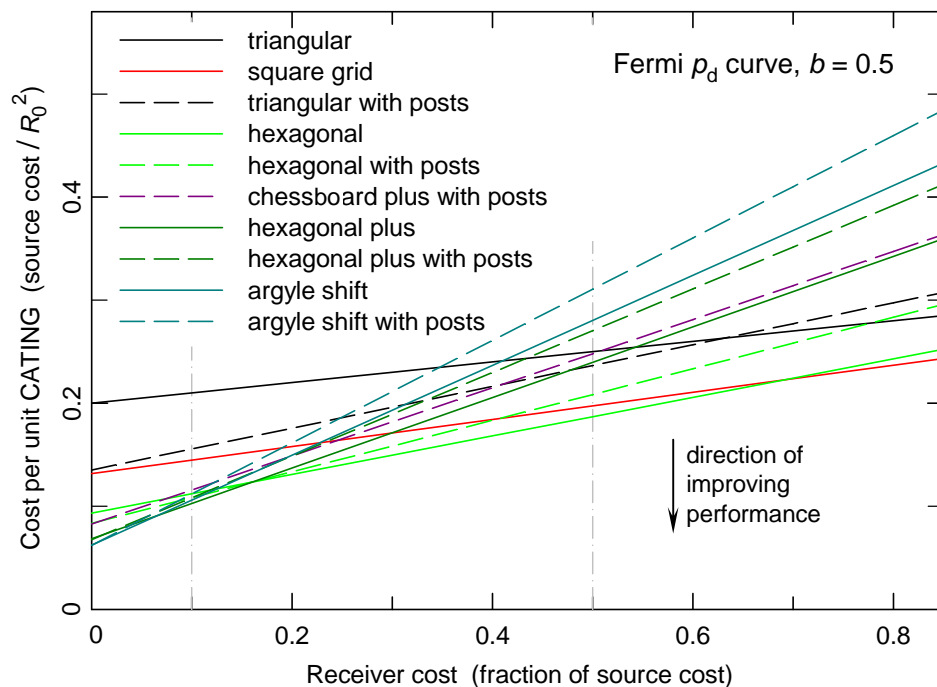 triangular
square grid
triangular with posts
hexagonal
hexagonal with posts
chessboard plus with posts
hexagonal plus
hexagonal plus with posts
argyle shift
argyle shift with posts
Fermi p_d curve, b = 0.5
direction of
improving
performance
Cost per unit CATING (source cost / R_0^2)
0
0.2
0.4
0
0.2
0.4
0.6
0.8
Receiver cost (fraction of source cost)